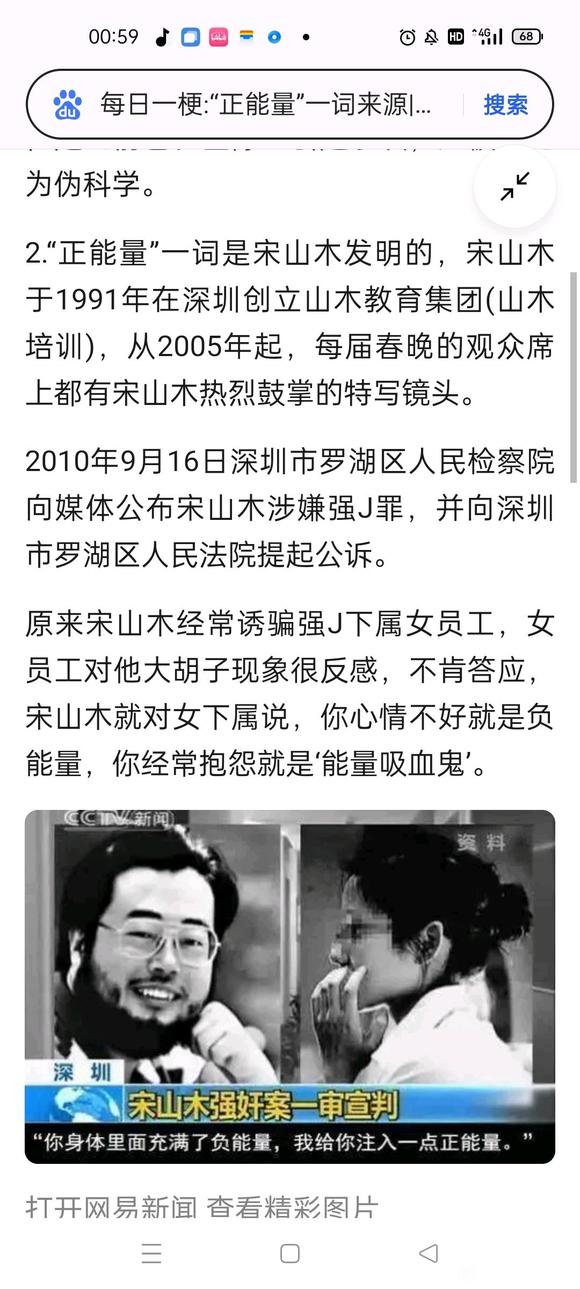 00:59
HD
4G
68
du
每日一梗:“正能量”一词来源|...
搜索
为伪科学。
2.“正能量”一词是宋山木发明的，宋山木
于1991年在深圳创立山木教育集团(山木
培训)，从2005年起，每届春晚的观众席
上都有宋山木热烈鼓掌的特写镜头。
2010年9月16日深圳市罗湖区人民检察院
向媒体公布宋山木涉嫌强J罪，并向深圳
市罗湖区人民法院提起公诉。
原来宋山木经常诱骗强J下属女员工，女
员工对他大胡子现象很反感，不肯答应，
宋山木就对女下属说，你心情不好就是负
能量，你经常抱怨就是‘能量吸血鬼’。
CCTV 新闻
资料
深圳
宋山木强奸案一审宣判
“你身体里面充满了负能量，我给你注入一点正能量。”
打开网易新闻 查看精彩图片